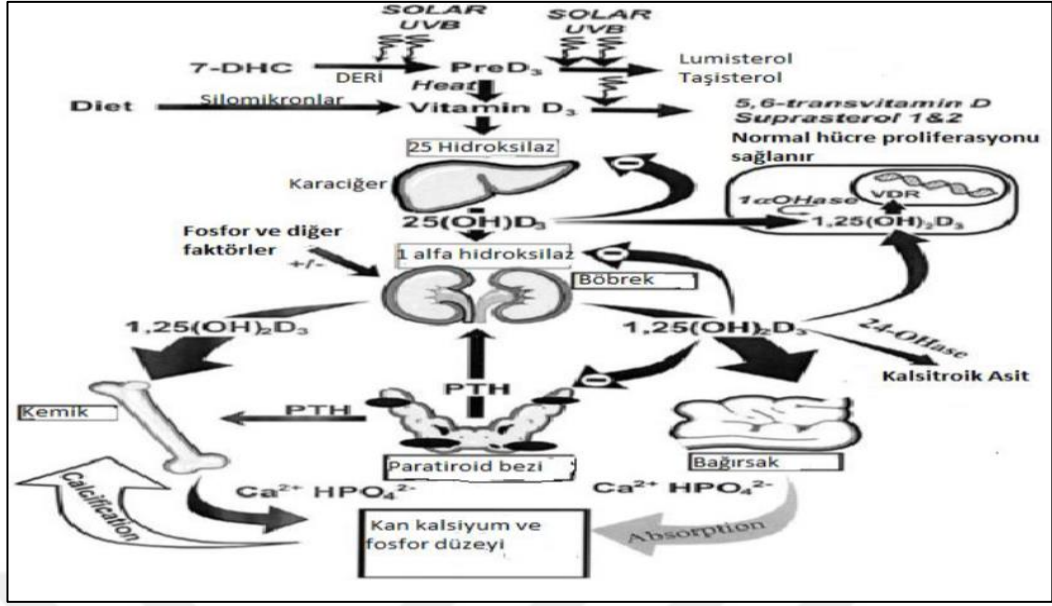 SOLAR
UVB
SOLAR
UVB
7-DHC
DERİ
PreD₃
Lumisterol
Taşisterol
Heat
Diet
Silomikronlar
Vitamin D₃
5,6-transvitamin D
Suprasterol 1&2
Normal hücre proliferasyonu
sağlanır
25 Hidroksilaz
Karaciğer
VDR
1αOHase
25(OH)D₃
1,25(OH)₂D₃
Fosfor ve diğer
faktörler
+/-
1 alfa hidroksilaz
Böbrek
1,25(OH)₂D₃
1,25(OH)₂D₃
24-OHase
Kalsitroik Asit
PTH
PTH
Kemik
Paratiroid bezi
Bağırsak
Calcification
Ca²⁺ HPO₄²⁻
Ca²⁺ HPO₄²⁻
Absorption
Kan kalsiyum ve
fosfor düzeyi